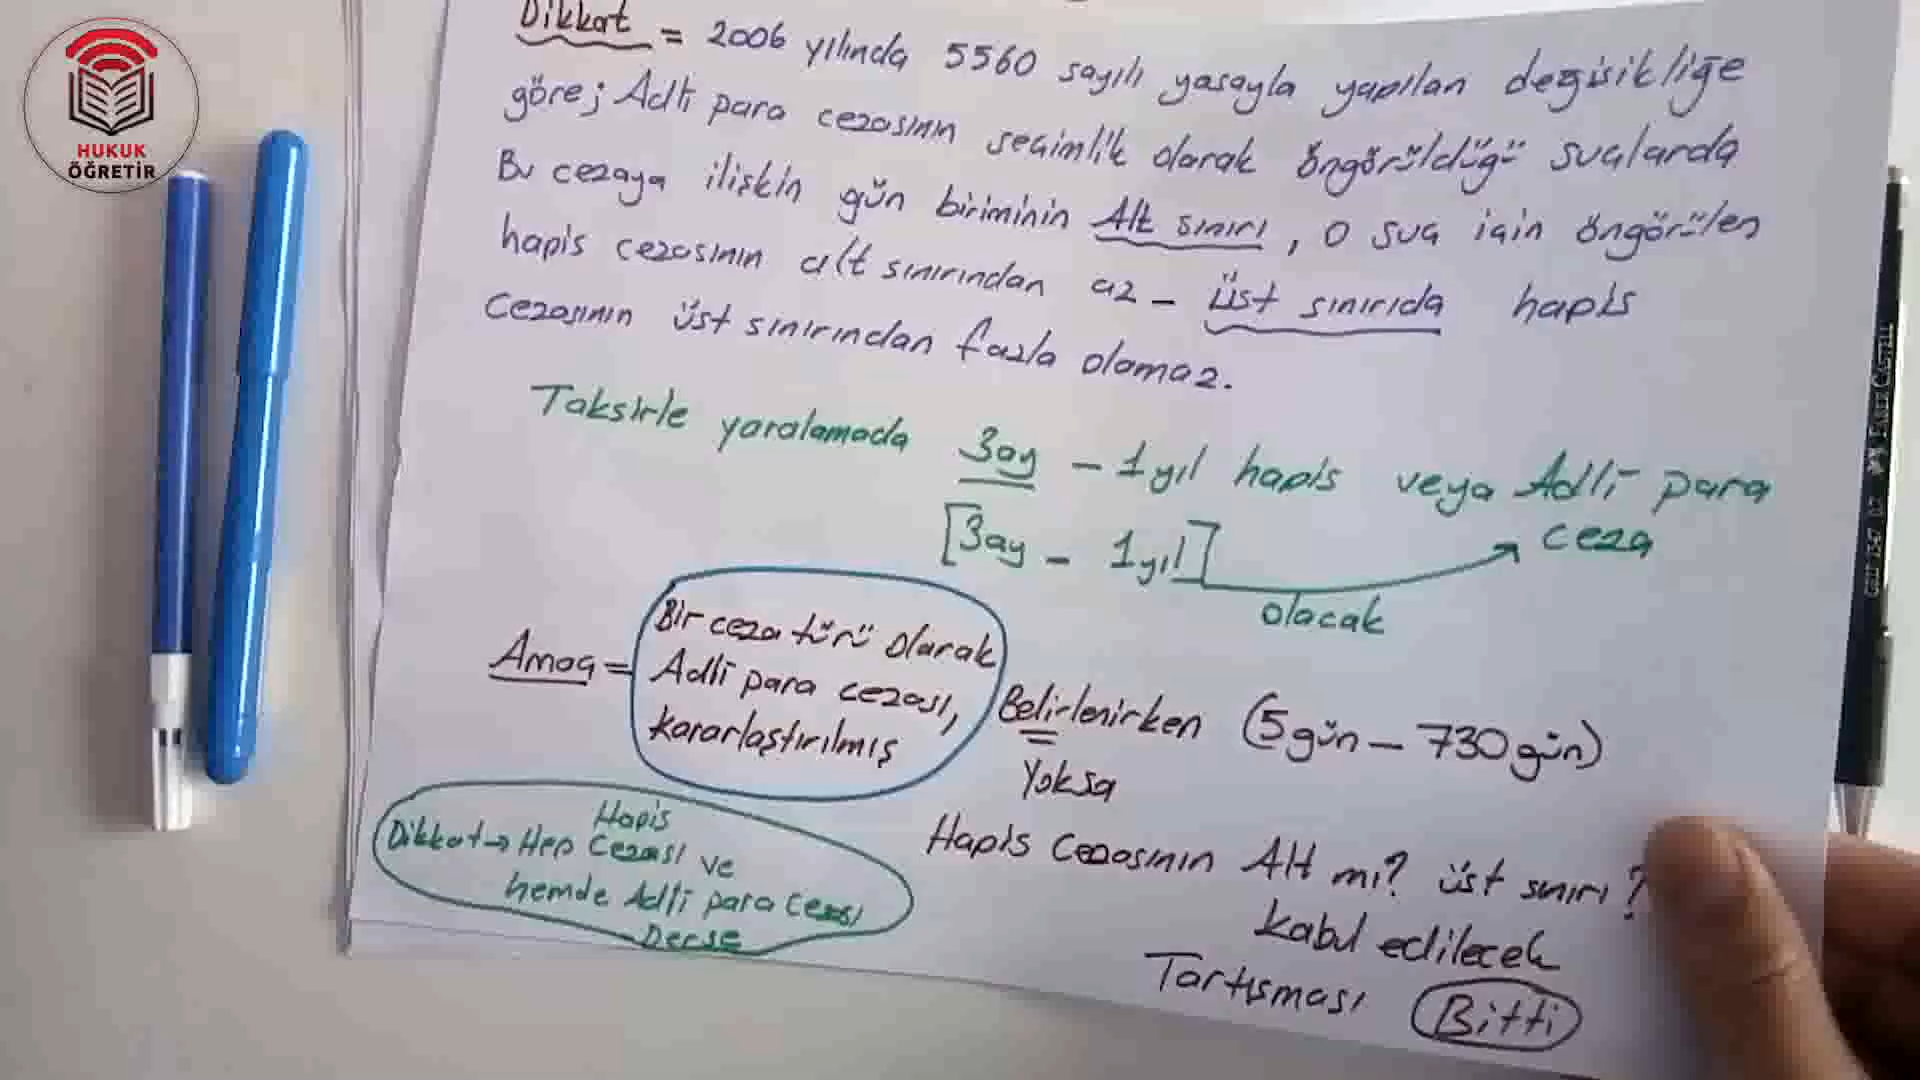 HUKUK
ÖĞRETİR
Dikkat = 2006 yılında 5560 sayılı yasayla yapılan değişikliğe
göre; Adli para cezasının seçimlik olarak öngörüldüğü suçlarda
Bu cezaya ilişkin gün biriminin Alt sınırı, o suç için öngörülen
hapis cezasının alt sınırından az - üst sınırıda hapis
Cezasının üst sınırından fazla olamaz.
Taksirle yaralamada 3ay - 1yıl hapis veya Adli para
ceza
[3ay - 1yıl]
olacak
Amaç = Bir ceza türü olarak
Adli para cezası,
kararlaştırılmış
Belirlenirken (5gün - 730gün)
Yoksa
Hapis Cezasının Alt mı? üst sınırı?
kabul edilecek
Tartışması Bitti
Dikkat → Hep Hapis Cezası ve
hemde Adli para cezası
Derse